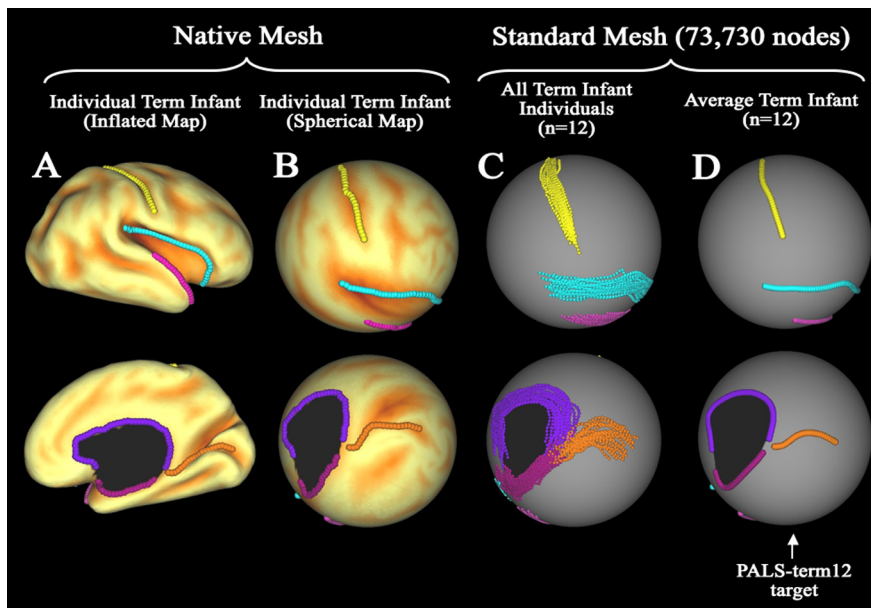 Native Mesh
Standard Mesh (73,730 nodes)
Individual Term Infant
(Inflated Map)
Individual Term Infant
(Spherical Map)
All Term Infant
Individuals
(n=12)
Average Term Infant
(n=12)
A
B
C
D
PALS-term12
target